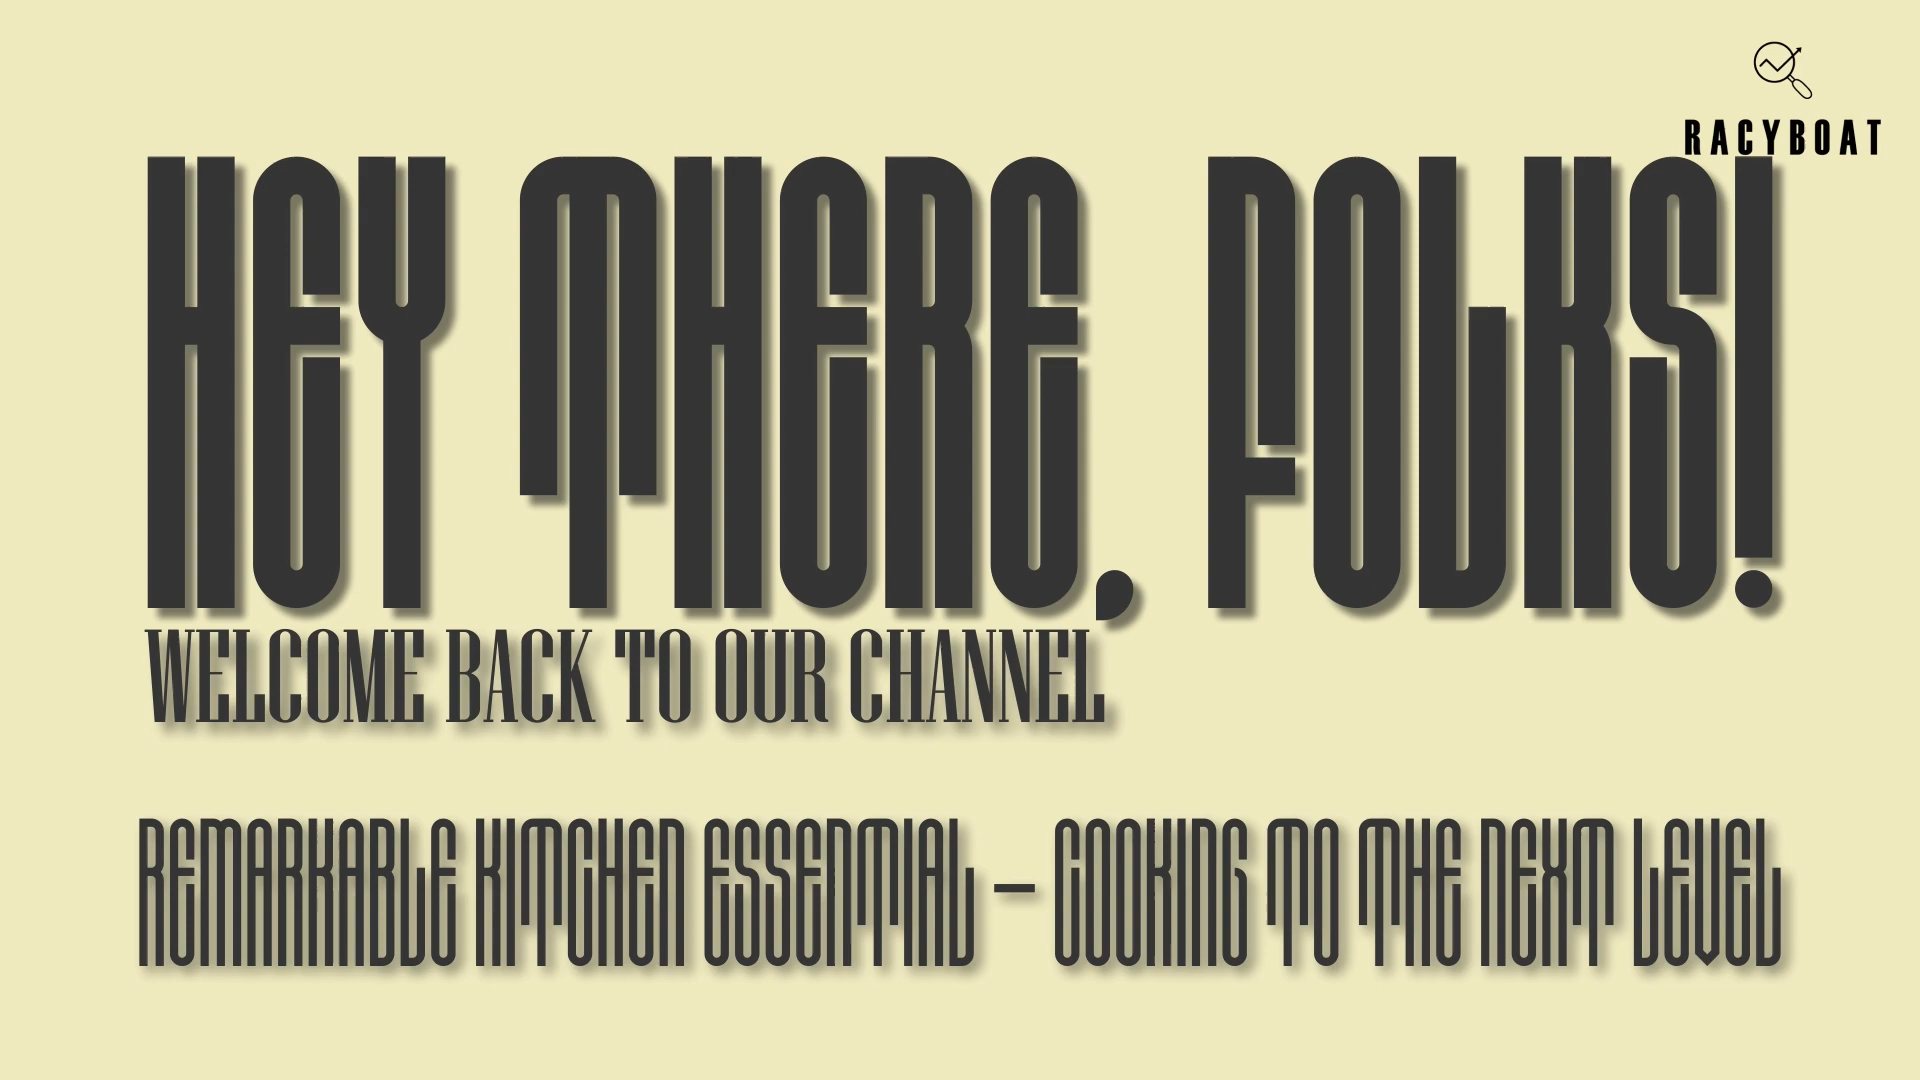 RACYBOAT
HEY THERE, FOLKS!
WELCOME BACK TO OUR CHANNEL
REMARKABLE KITCHEN ESSENTIAL – COOKING TO THE NEXT LEVEL